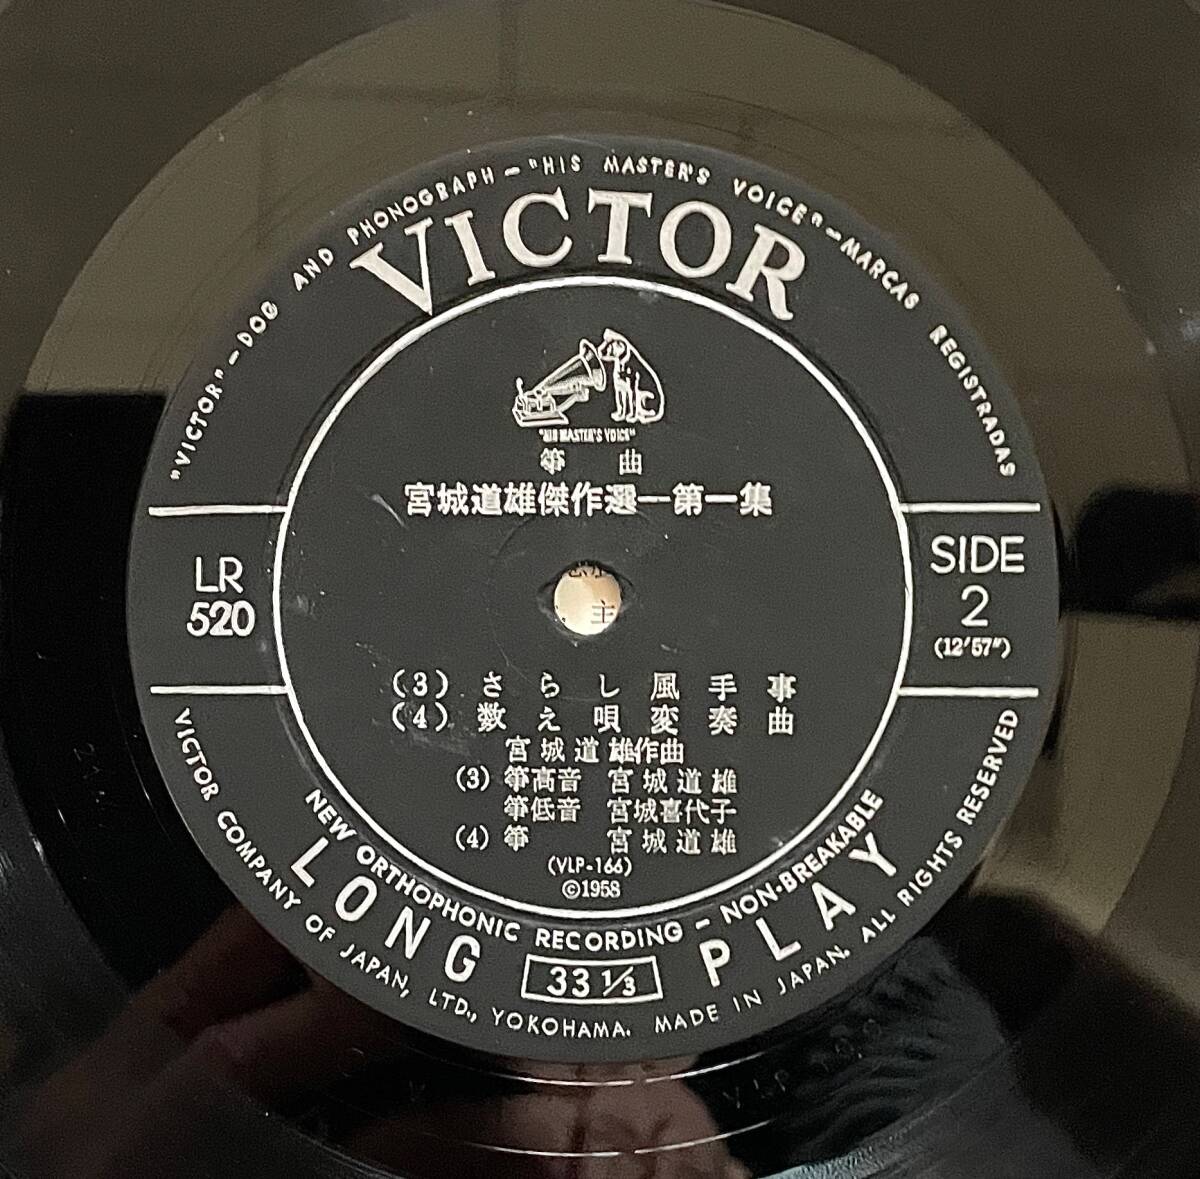 "VICTOR" — DOG AND PHONOGRAPH — "HIS MASTER'S VOICE" — MARCAS REGISTRADAS
VICTOR
"HIS MASTER'S VOICE"
箏 曲
宮城道雄傑作選—第一集
LR
520
SIDE
2
(12′57″)
主
(3) さらし風手事
(4) 数え唄変奏曲
宮城道雄作曲
(3) 箏高音 宮城道雄
箏低音 宮城喜代子
(4) 箏 宮城道雄
(VLP-166)
©1958
NEW ORTHOPHONIC RECORDING — NON-BREAKABLE
LONG PLAY
33 1/3
VICTOR COMPANY OF JAPAN, LTD., YOKOHAMA. MADE IN JAPAN. ALL RIGHTS RESERVED